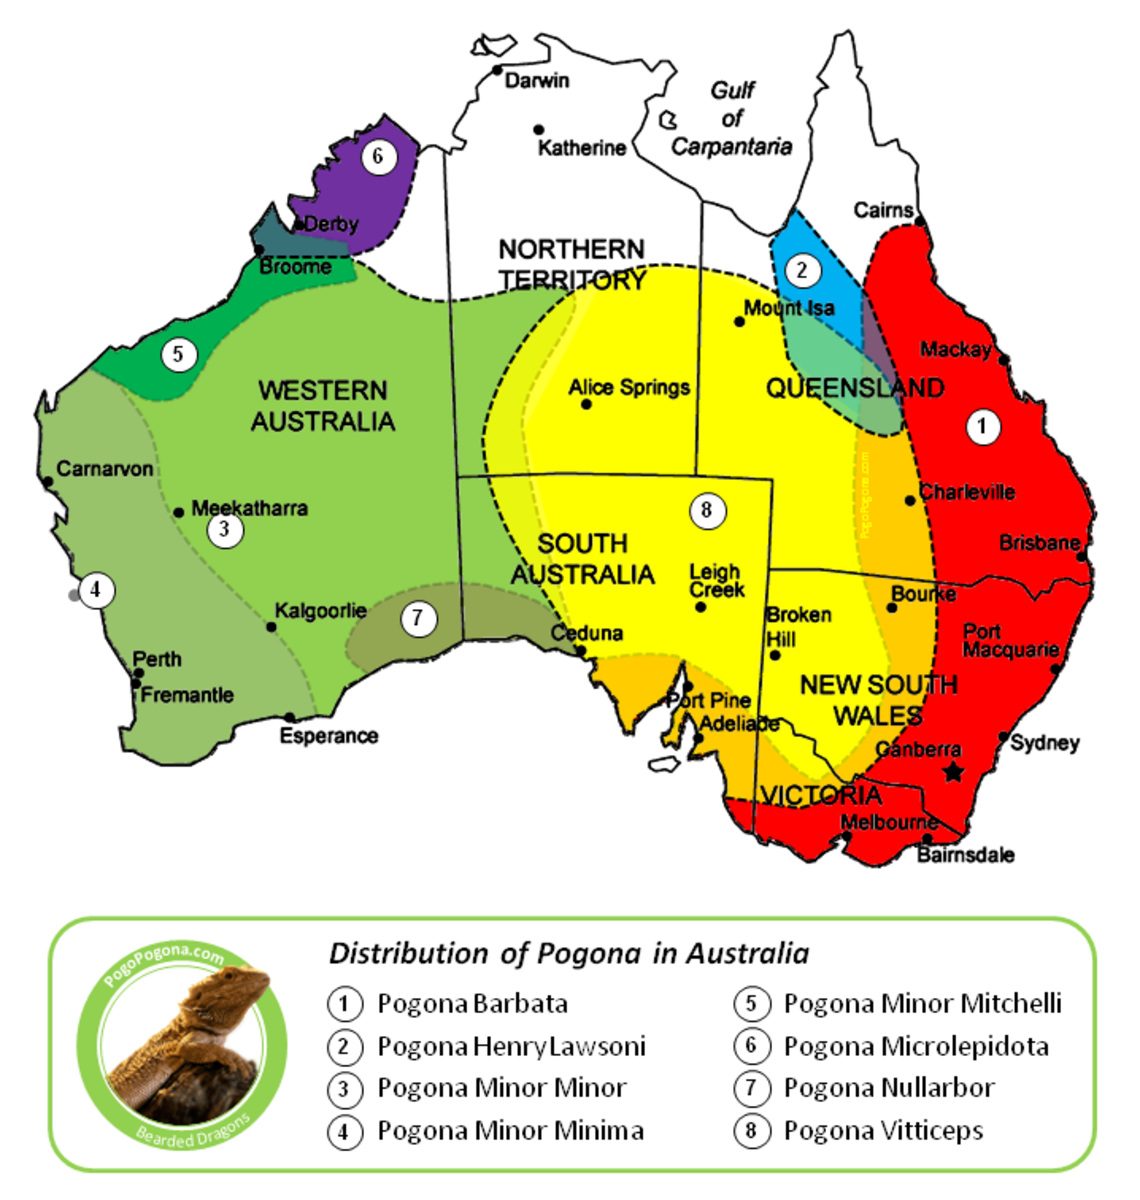 Darwin
Gulf
of
Carpantaria
Katherine
6
Derby
Cairns
Broome
NORTHERN
TERRITORY
2
Mount Isa
5
Mackay
WESTERN
AUSTRALIA
Alice Springs
QUEENSLAND
1
Carnarvon
Meekatharra
3
8
PogoPogona.com
Charleville
SOUTH
AUSTRALIA
Brisbane
4
Leigh
Creek
Bourke
Kalgoorlie
7
Ceduna
Broken
Hill
Port
Macquarie
Perth
Fremantle
Port Pine
NEW SOUTH
WALES
Esperance
Adeliade
Canberra
Sydney
VICTORIA
Melbourne
Bairnsdale
PogoPogona.com
Bearded Dragons
Distribution of Pogona in Australia
1 Pogona Barbata
2 Pogona HenryLawsoni
3 Pogona Minor Minor
4 Pogona Minor Minima
5 Pogona Minor Mitchelli
6 Pogona Microlepidota
7 Pogona Nullarbor
8 Pogona Vitticeps